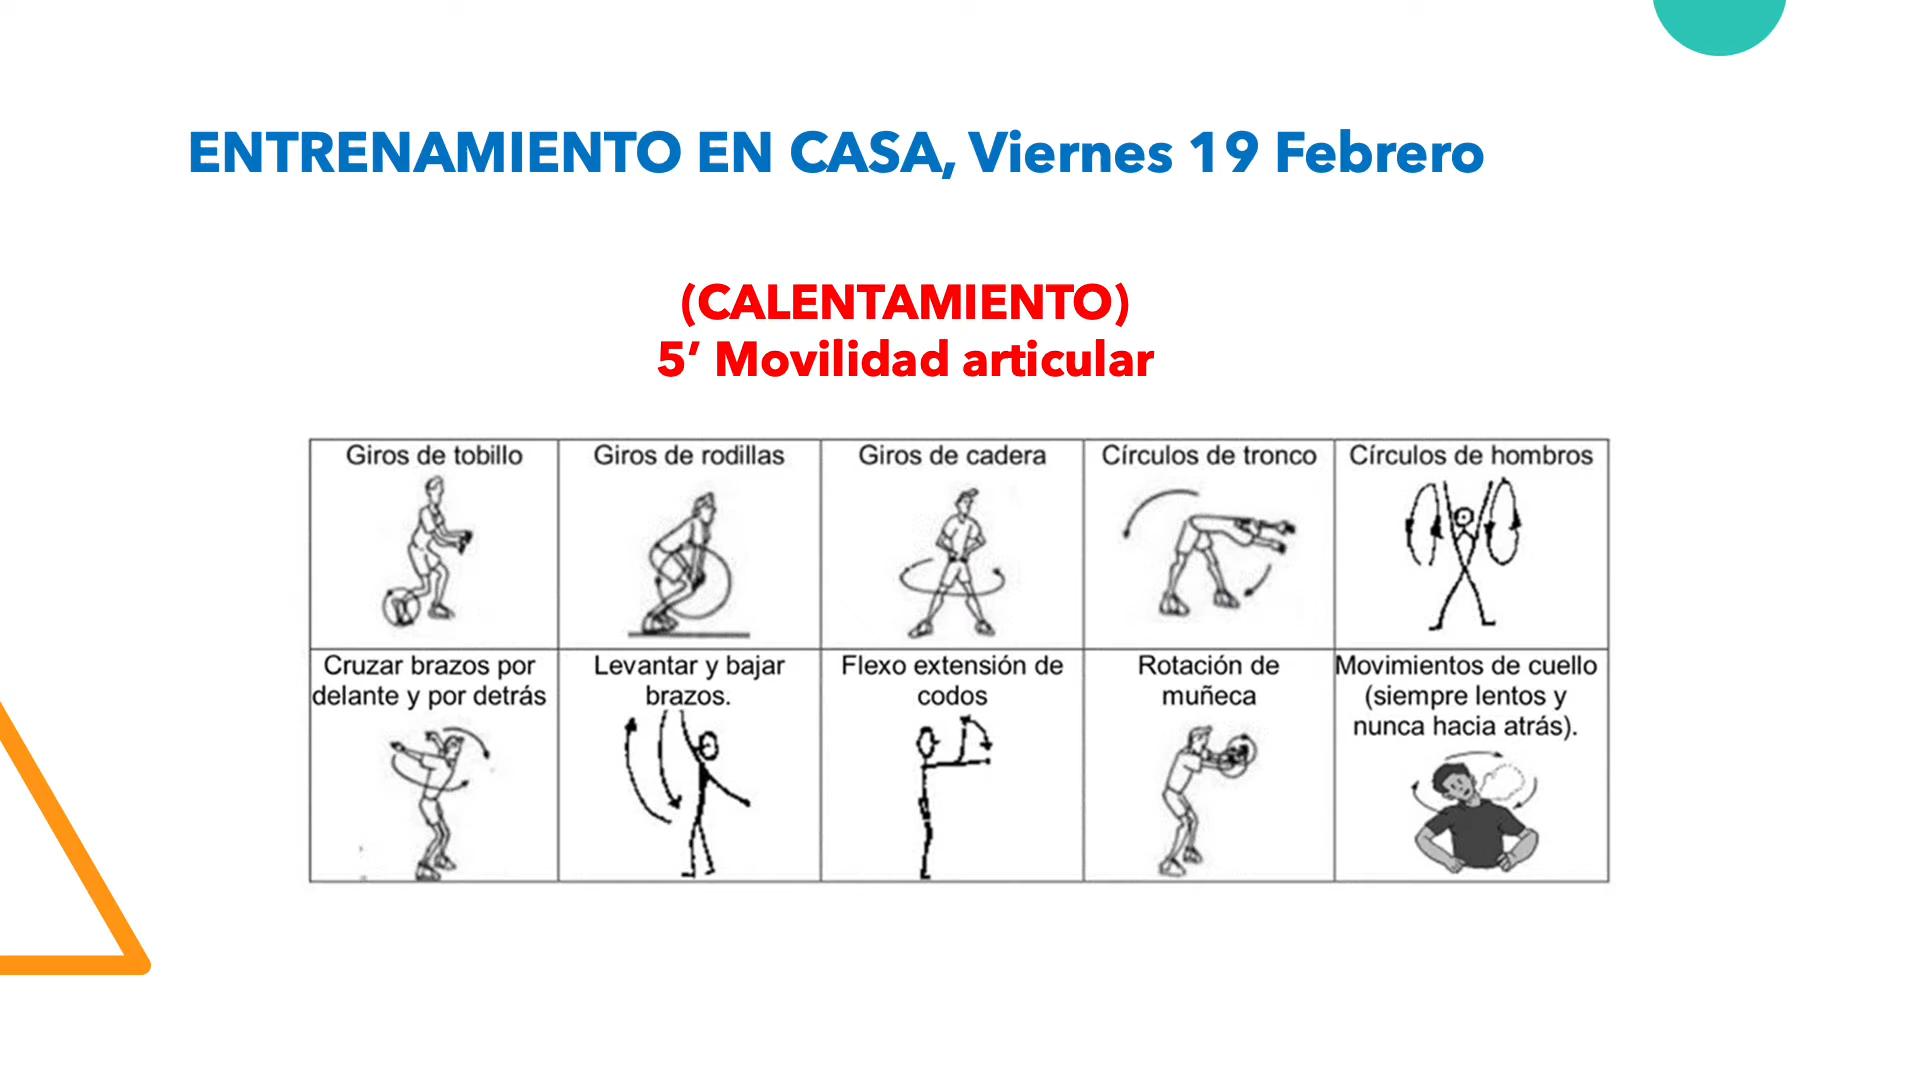 ENTRENAMIENTO EN CASA, Viernes 19 Febrero
(CALENTAMIENTO)
5’ Movilidad articular
Giros de tobillo
Giros de rodillas
Giros de cadera
Círculos de tronco
Círculos de hombros
Cruzar brazos por
delante y por detrás
Levantar y bajar
brazos.
Flexo extensión de
codos
Rotación de
muñeca
Movimientos de cuello
(siempre lentos y
nunca hacia atrás).